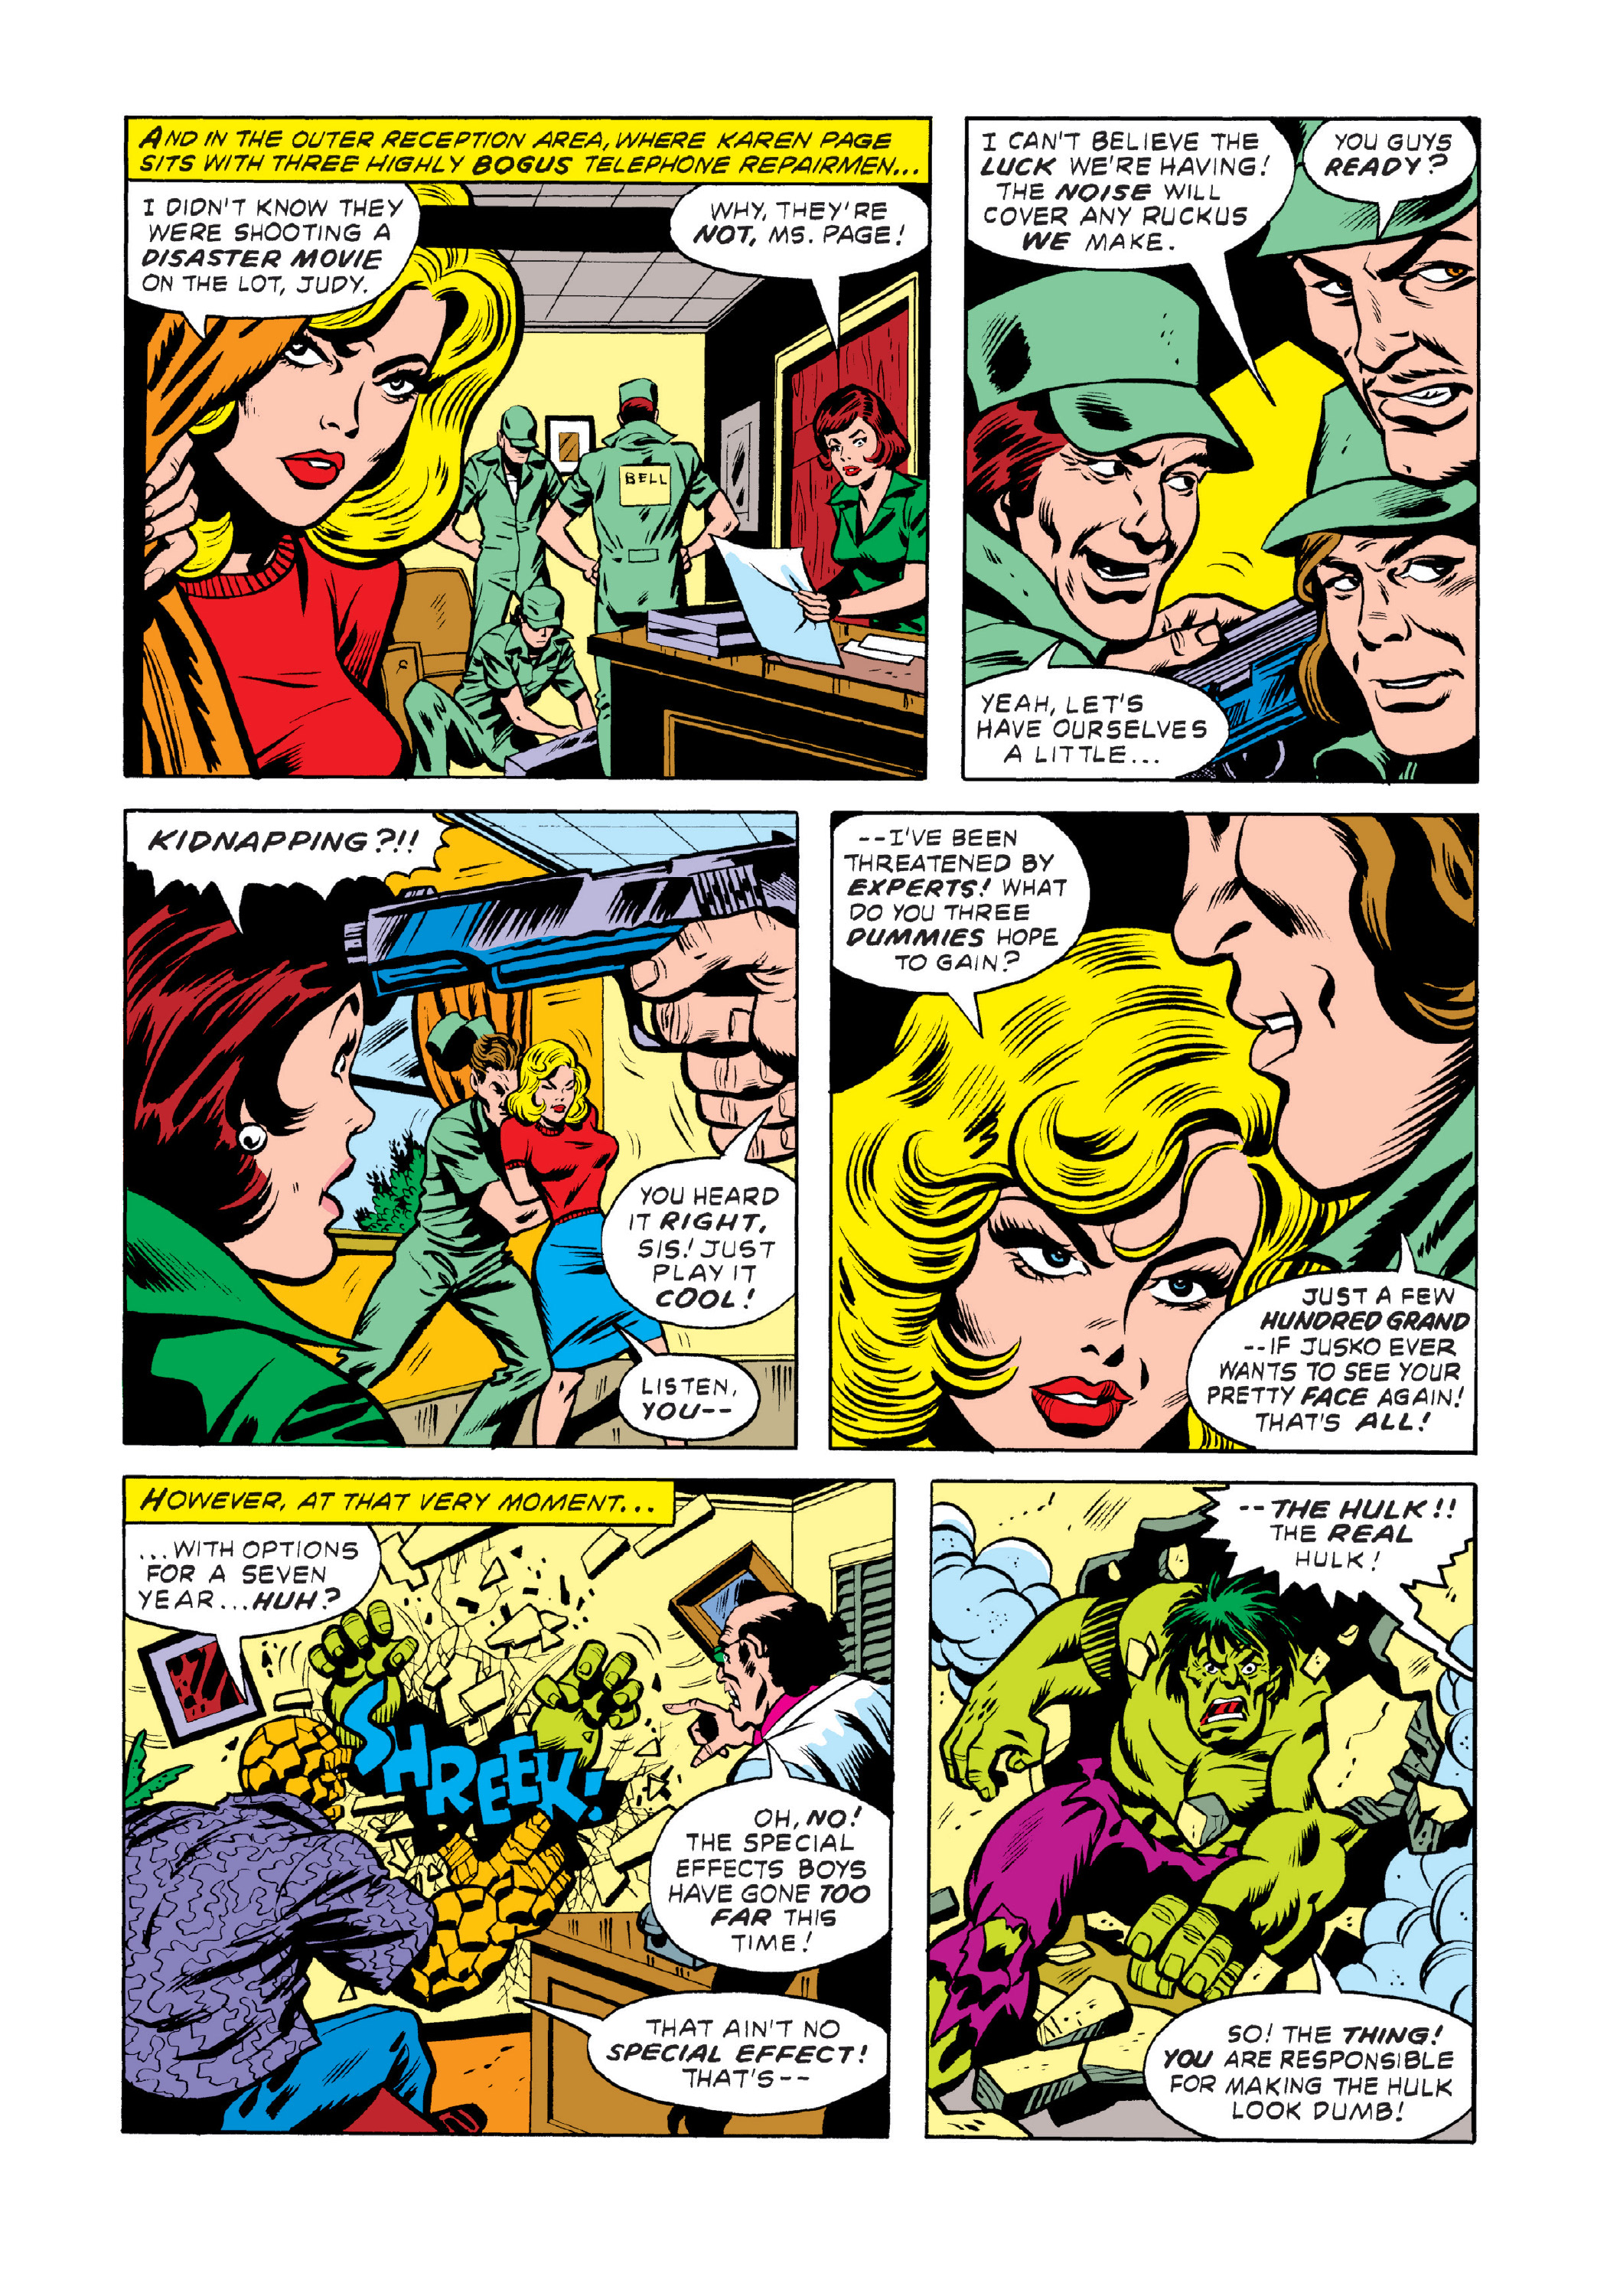 AND IN THE OUTER RECEPTION AREA, WHERE KAREN PAGE
SITS WITH THREE HIGHLY BOGUS TELEPHONE REPAIRMEN...
I DIDN'T KNOW THEY
WERE SHOOTING A
DISASTER MOVIE
ON THE LOT, JUDY.
WHY, THEY'RE
NOT, MS. PAGE!
BELL
I CAN'T BELIEVE THE
LUCK WE'RE HAVING!
THE NOISE WILL
COVER ANY RUCKUS
WE MAKE.
YOU GUYS
READY?
YEAH, LET'S
HAVE OURSELVES
A LITTLE...
KIDNAPPING?!!
YOU HEARD
IT RIGHT,
SIS! JUST
PLAY IT
COOL!
LISTEN,
YOU--
--I'VE BEEN
THREATENED BY
EXPERTS! WHAT
DO YOU THREE
DUMMIES HOPE
TO GAIN?
JUST A FEW
HUNDRED GRAND
--IF JUSKO EVER
WANTS TO SEE YOUR
PRETTY FACE AGAIN!
THAT'S ALL!
HOWEVER, AT THAT VERY MOMENT...
...WITH OPTIONS
FOR A SEVEN
YEAR...HUH?
SHREEK!
OH, NO!
THE SPECIAL
EFFECTS BOYS
HAVE GONE TOO
FAR THIS
TIME!
THAT AIN'T NO
SPECIAL EFFECT!
THAT'S--
--THE HULK!!
THE REAL
HULK!
SO! THE THING!
YOU ARE RESPONSIBLE
FOR MAKING THE HULK
LOOK DUMB!